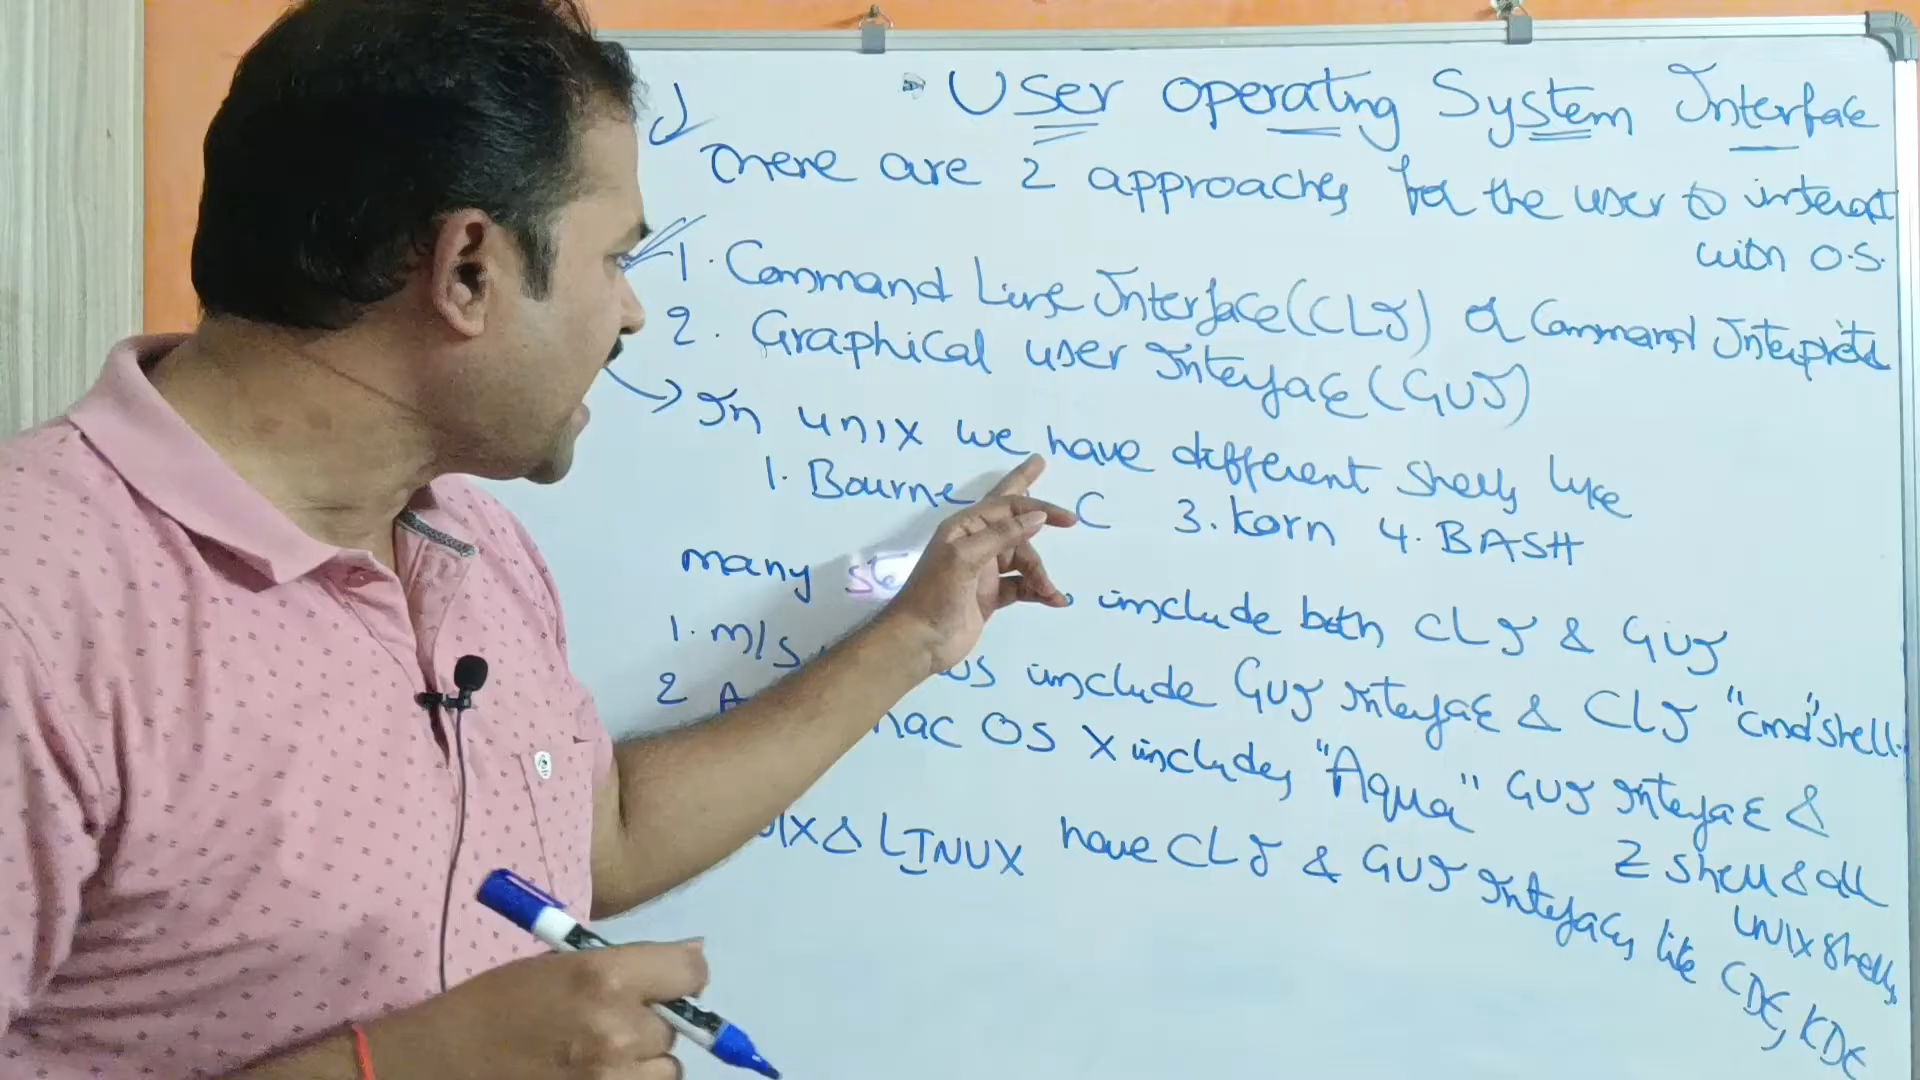 User Operating System Interface
There are 2 approaches for the user to interact
with O.S.
1. Command Line Interface (CLI) or Command Interpreter
2. Graphical user Interface (GUI)
→ In unix we have different shells like
1. Bourne C 3. Korn 4. BASH
many include both CLI & GUI
1. M/S include GUI Interface & CLI "cmd" shell.
2 mac OS X includes "Aqua" GUI Interface &
Z shell & all
UNIX shells
& LINUX have CLI & GUI Interfaces like CDE, KDE